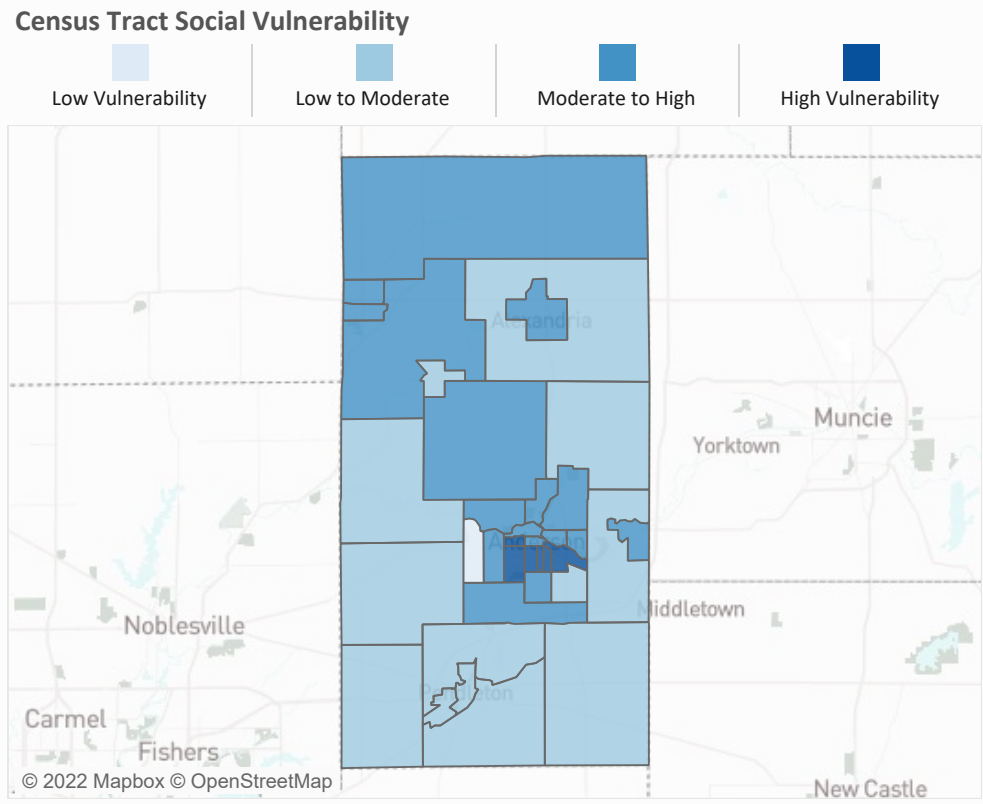 Census Tract Social Vulnerability
Low Vulnerability
Low to Moderate
Moderate to High
High Vulnerability
Alexandria
Muncie
Yorktown
Anderson
Middletown
Noblesville
Pendleton
Carmel
Fishers
© 2022 Mapbox © OpenStreetMap
New Castle